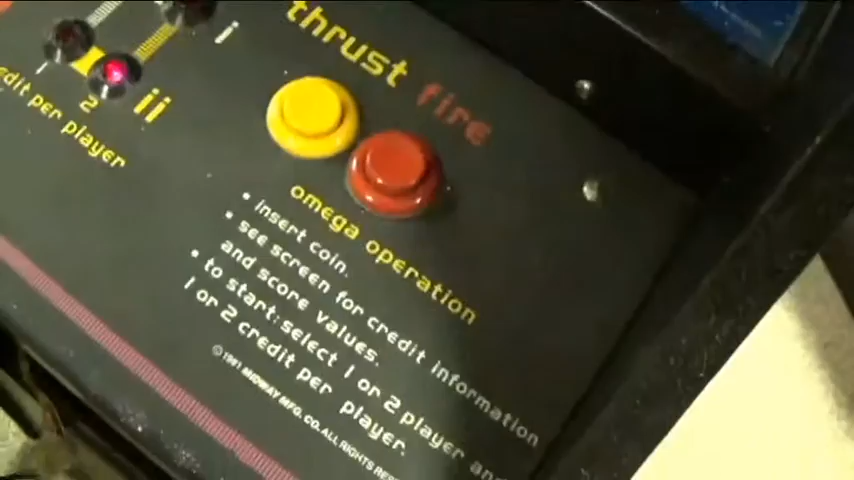 thrust
fire
i
ii
credit per player
2
omega operation
• insert coin.
• see screen for credit information
and score values.
• to start: select 1 or 2 player and
1 or 2 credit per player.
©1981 MIDWAY MFG. CO. ALL RIGHTS